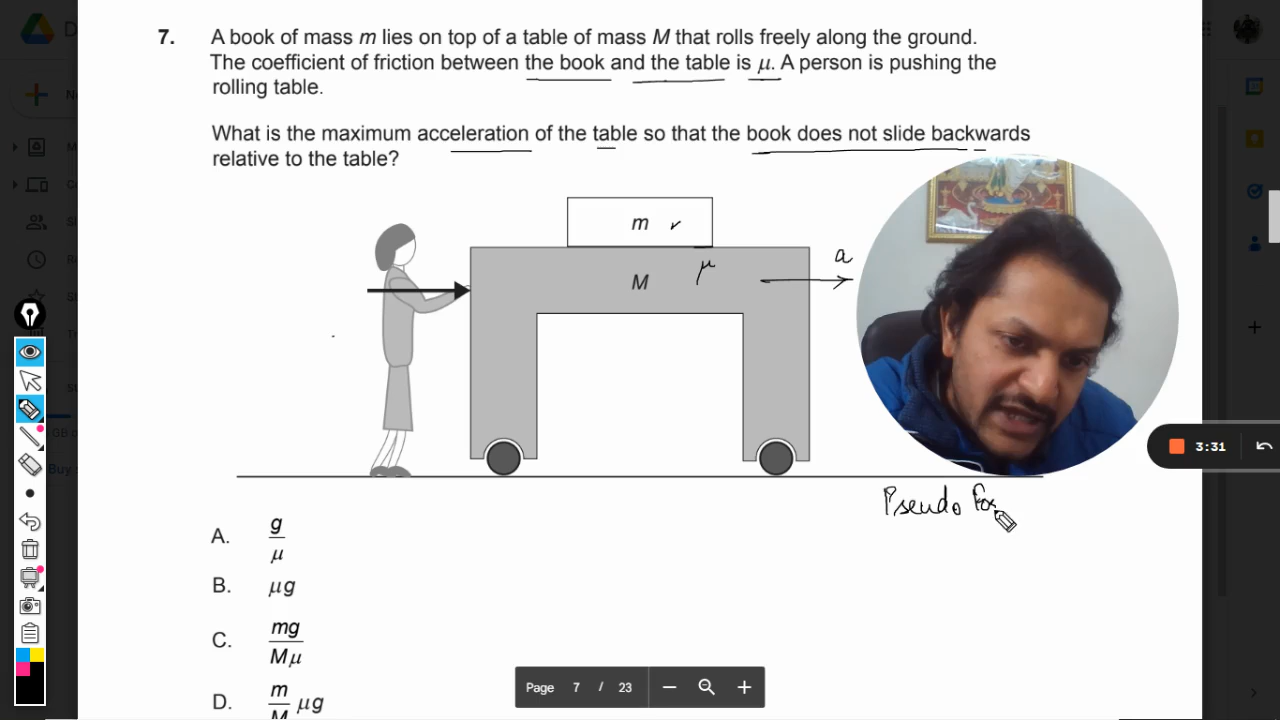 7. A book of mass m lies on top of a table of mass M that rolls freely along the ground.
The coefficient of friction between the book and the table is μ. A person is pushing the
rolling table.
What is the maximum acceleration of the table so that the book does not slide backwards
relative to the table?
m
μ
M
a
Pseudo For
A. g/μ
B. μg
C. mg/Mμ
D. m/M μg
3:31
Page 7 / 23